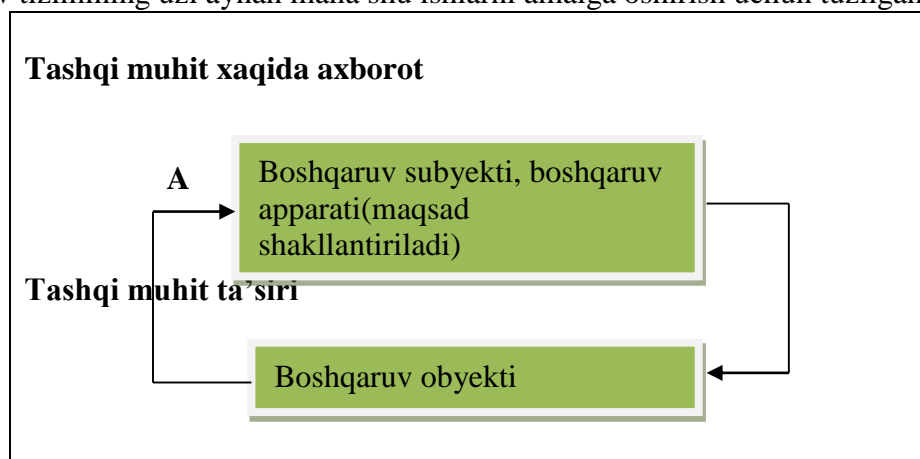 Tashqi muhit xaqida axborot
A
Boshqaruv subyekti, boshqaruv
apparati(maqsad
shakllantiriladi)
Tashqi muhit ta’siri
Boshqaruv obyekti